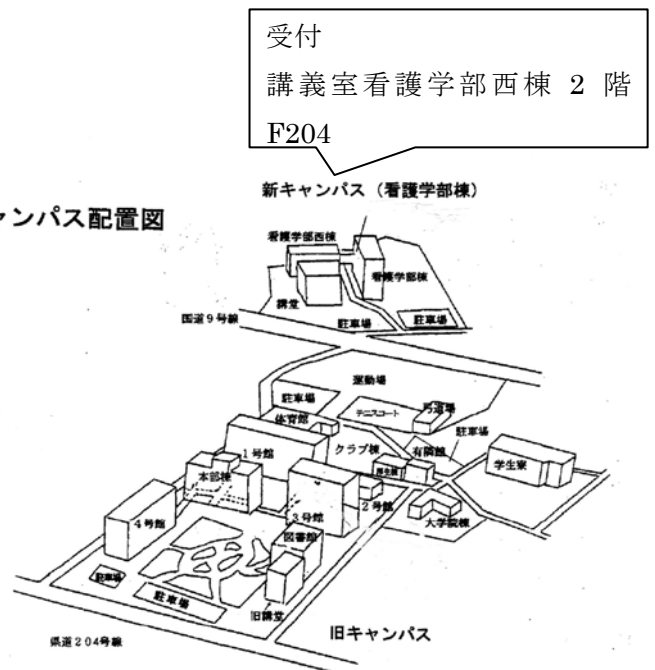 受付
講義室看護学部西棟 2 階
F204
新キャンパス（看護学部棟）
ャンパス配置図
看護学部西棟
看護学部棟
講堂
国道9号線
駐車場
駐車場
運動場
駐車場
テニスコート
弓道場
体育館
駐車場
1号館
クラブ棟
有隣館
学生寮
本部棟
厚生棟
2号館
3号館
大学院棟
4号館
図書館
駐車場
駐車場
旧講堂
旧キャンパス
県道204号線